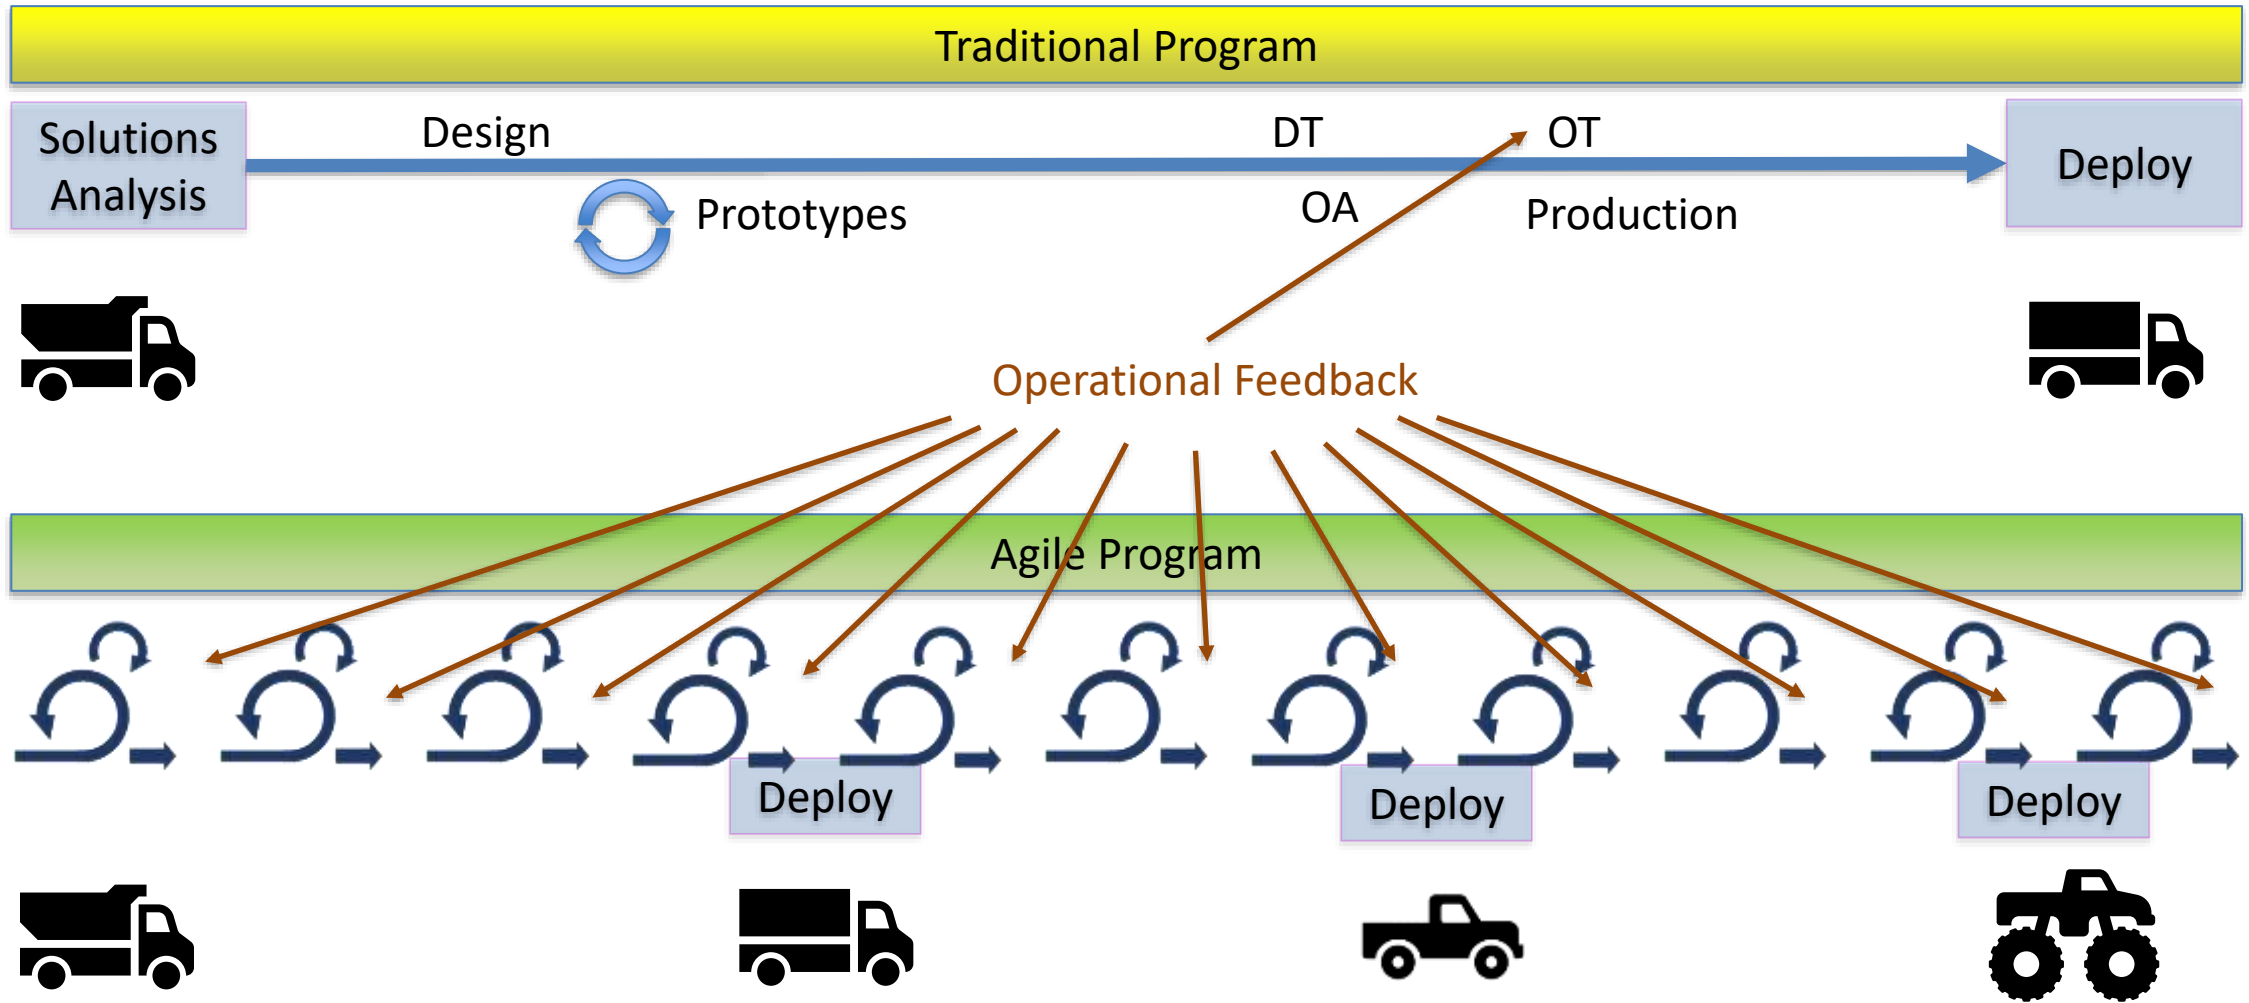 Traditional Program
Solutions
Analysis
Design
DT
OT
Deploy
Prototypes
OA
Production
Operational Feedback
Agile Program
Deploy
Deploy
Deploy